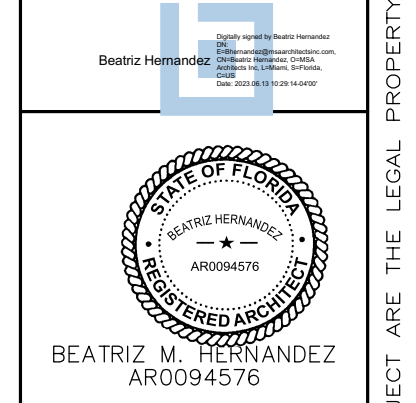 Beatriz Hernandez
Digitally signed by Beatriz Hernandez
DN:
E=Bhernandez@msaarchitectsinc.com,
CN=Beatriz Hernandez, O=MSA
Architects Inc, L=Miami, S=Florida,
C=US
Date: 2023.06.13 10:29:14-04'00'
STATE OF FLORIDA
BEATRIZ HERNANDEZ
AR0094576
REGISTERED ARCHITECT
BEATRIZ M. HERNANDEZ
AR0094576
ARE THE LEGAL PROPERTY